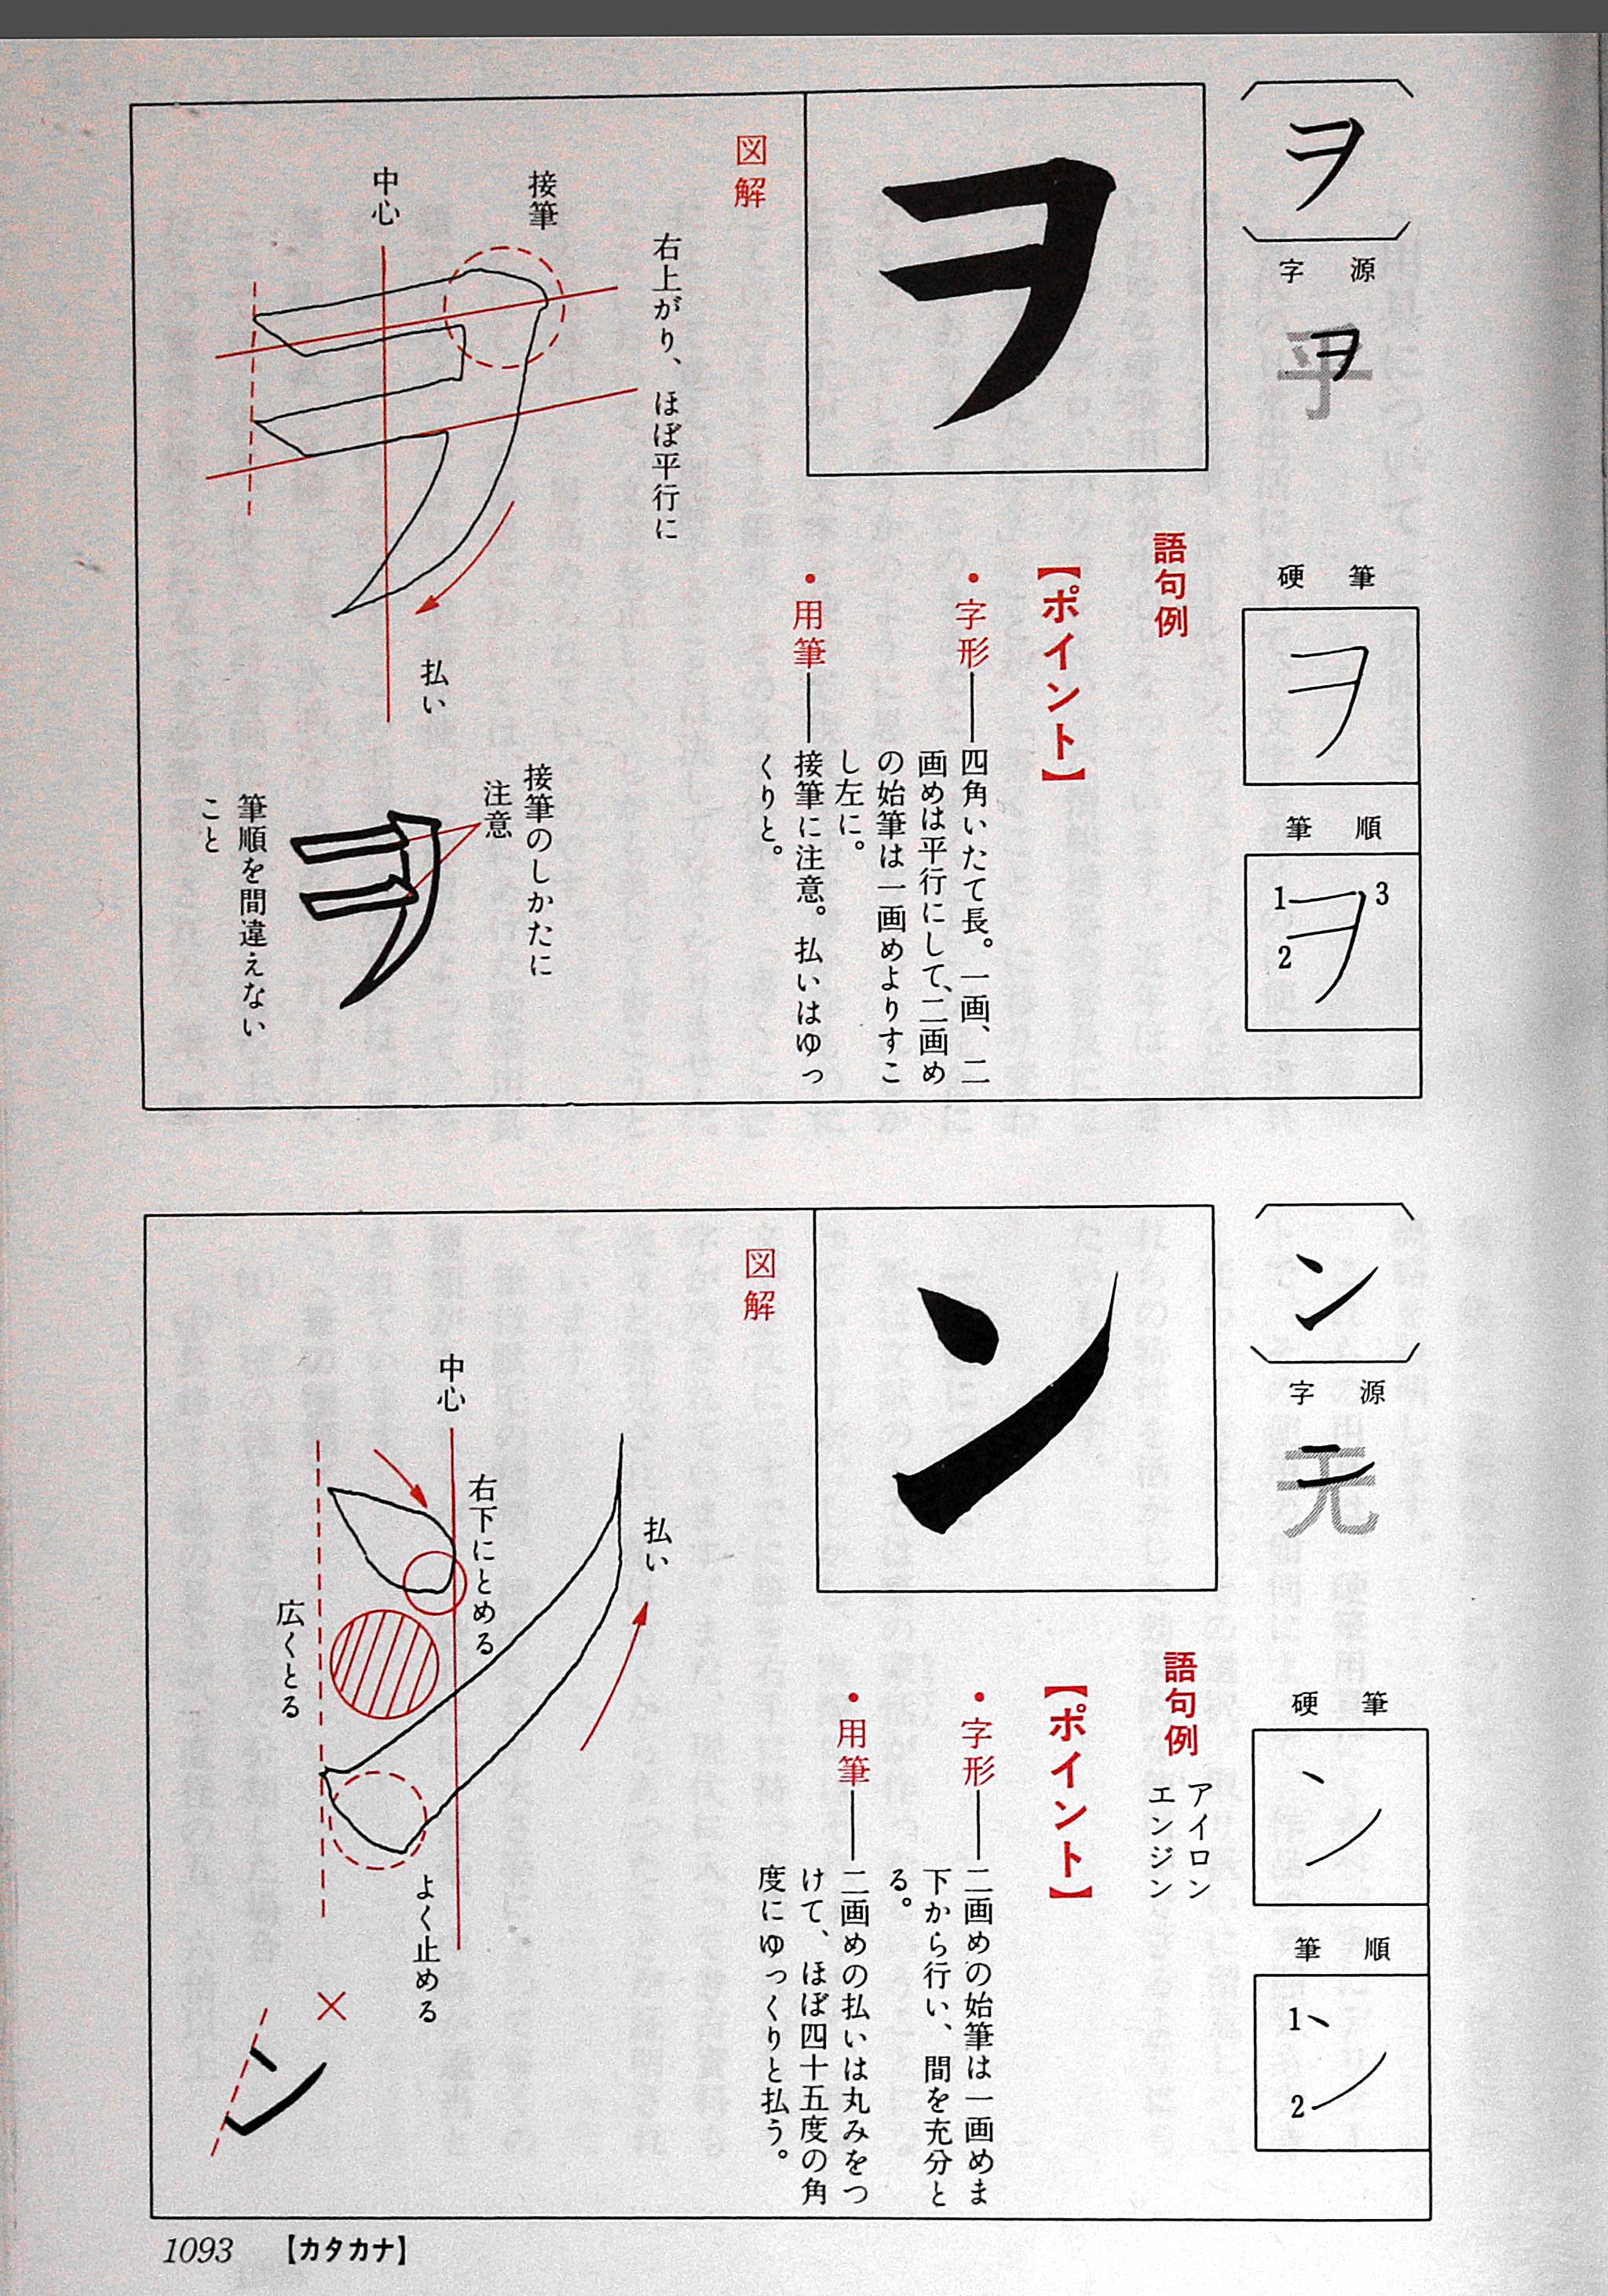 ヲ
字源
乎
ヲ
硬筆
ヲ
筆順
1
2
3
ヲ
ヲ
語句例
【ポイント】
・字形――四角いたて長。一画、二
画めは平行にして、二画め
の始筆は一画めよりすこ
し左に。
・用筆――接筆に注意。払いはゆっ
くりと。
図解
右上がり、ほぼ平行に
接筆
中心
払い
接筆のしかたに
注意
筆順を間違えない
こと
ン
字源
无
硬筆
ン
筆順
1
2
ン
ン
語句例
アイロン
エンジン
【ポイント】
・字形――二画めの始筆は一画めま
下から行い、間を充分と
る。
・用筆――二画めの払いは丸みをつ
けて、ほぼ四十五度の角
度にゆっくりと払う。
図解
払い
右下にとめる
中心
広くとる
よく止める
×
ン
1093 【カタカナ】